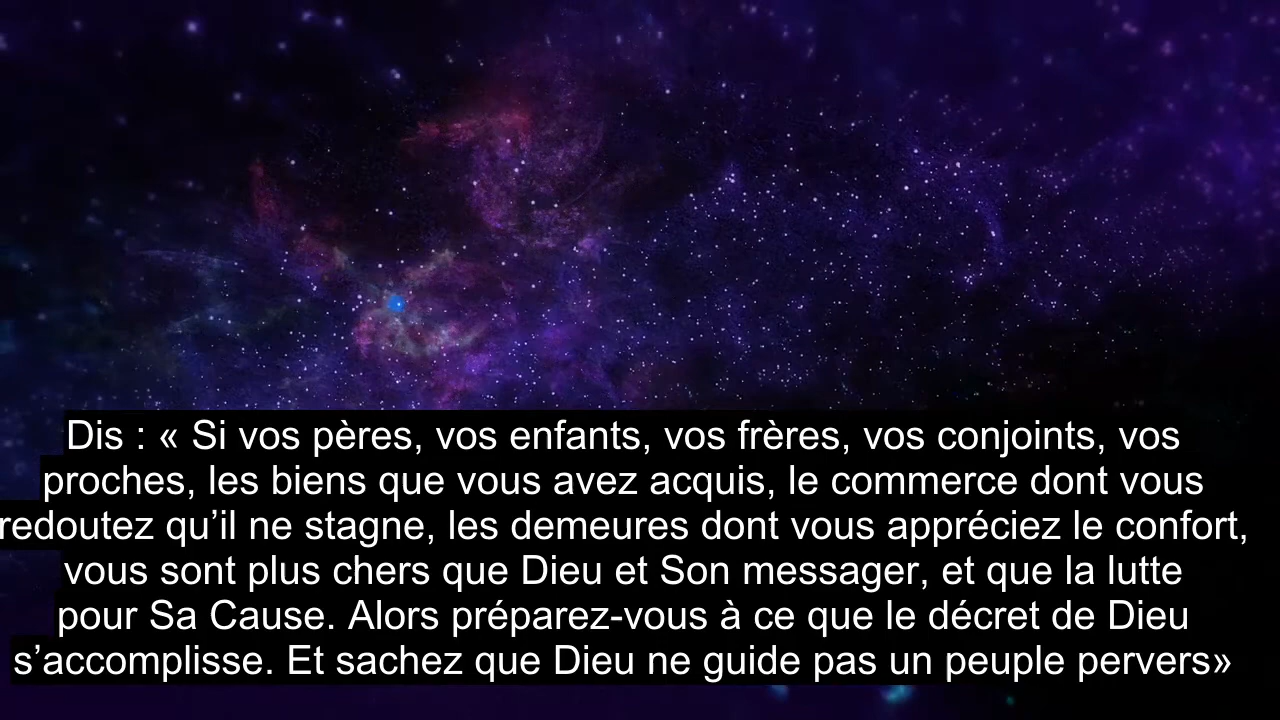 Dis : « Si vos pères, vos enfants, vos frères, vos conjoints, vos
proches, les biens que vous avez acquis, le commerce dont vous
redoutez qu’il ne stagne, les demeures dont vous appréciez le confort,
vous sont plus chers que Dieu et Son messager, et que la lutte
pour Sa Cause. Alors préparez-vous à ce que le décret de Dieu
s’accomplisse. Et sachez que Dieu ne guide pas un peuple pervers»